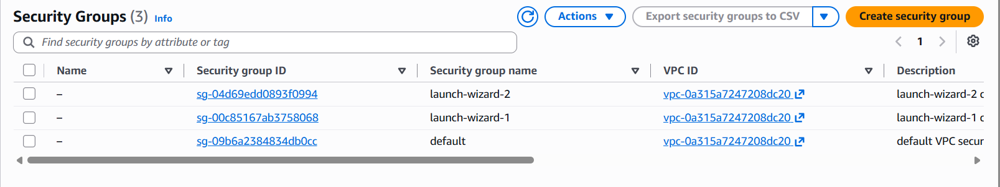 Security Groups (3) Info
Actions
Export security groups to CSV
Create security group
Find security groups by attribute or tag
1
Name Security group ID Security group name VPC ID Description
– sg-04d69edd0893f0994 launch-wizard-2 vpc-0a315a7247208dc20 launch-wizard-2 c
– sg-00c85167ab3758068 launch-wizard-1 vpc-0a315a7247208dc20 launch-wizard-1 c
– sg-09b6a2384834db0cc default vpc-0a315a7247208dc20 default VPC secur